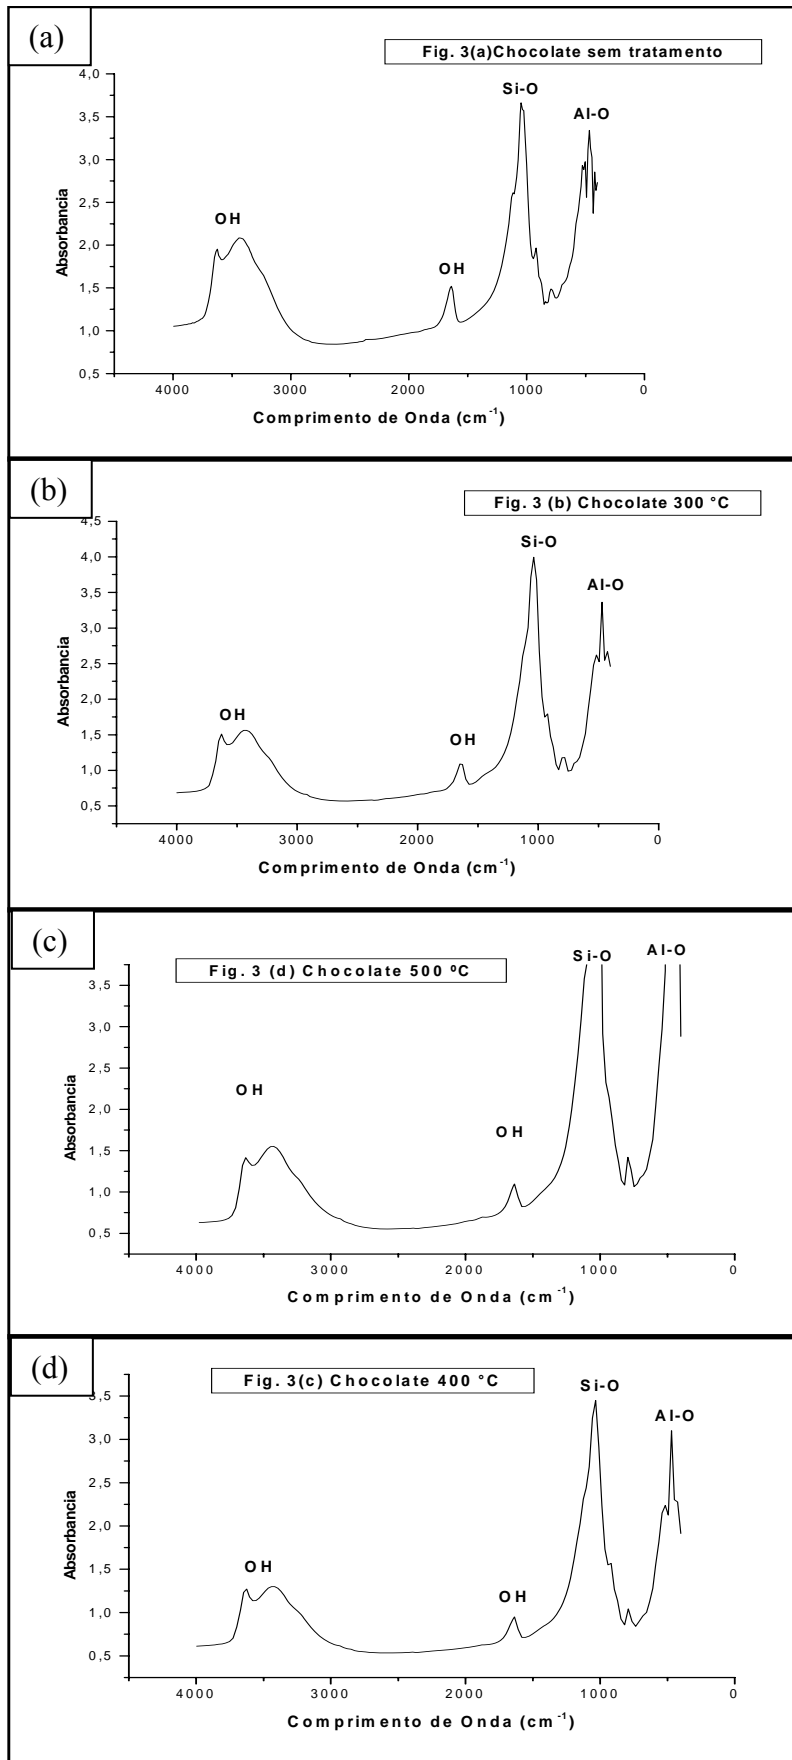 (a)
Fig. 3(a)Chocolate sem tratamento
Si-O
Al-O
OH
OH
4,0
3,5
3,0
2,5
2,0
1,5
1,0
0,5
Absorbancia
4000 3000 2000 1000 0
Comprimento de Onda (cm⁻¹)
(b)
Fig. 3 (b) Chocolate 300 °C
Si-O
Al-O
OH
OH
4,5
4,0
3,5
3,0
2,5
2,0
1,5
1,0
0,5
Absorbancia
4000 3000 2000 1000 0
Comprimento de Onda (cm⁻¹)
(c)
Fig. 3 (d) Chocolate 500 ºC
Si-O
Al-O
OH
OH
3,5
3,0
2,5
2,0
1,5
1,0
0,5
Absorbancia
4000 3000 2000 1000 0
Comprimento de Onda (cm⁻¹)
(d)
Fig. 3(c) Chocolate 400 °C
Si-O
Al-O
OH
OH
3,5
3,0
2,5
2,0
1,5
1,0
0,5
Absorbancia
4000 3000 2000 1000 0
Comprimento de Onda (cm⁻¹)